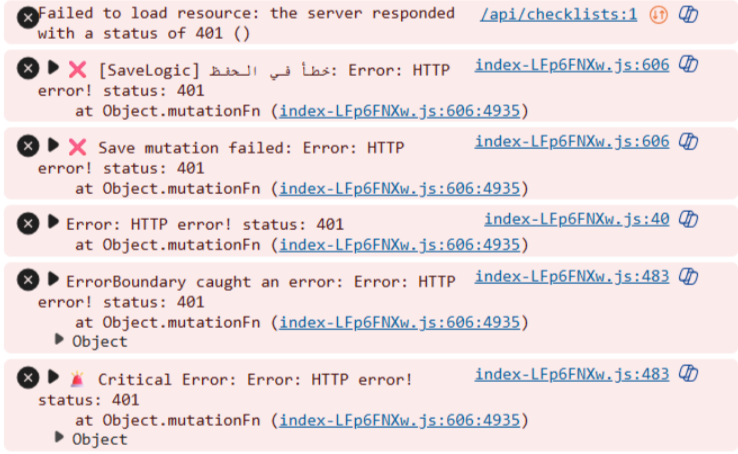 Failed to load resource: the server responded /api/checklists:1
with a status of 401 ()
❌ [SaveLogic] خطأ في الحفظ: Error: HTTP index-LFp6FNXw.js:606
error! status: 401
at Object.mutationFn (index-LFp6FNXw.js:606:4935)
❌ Save mutation failed: Error: HTTP index-LFp6FNXw.js:606
error! status: 401
at Object.mutationFn (index-LFp6FNXw.js:606:4935)
Error: HTTP error! status: 401 index-LFp6FNXw.js:40
at Object.mutationFn (index-LFp6FNXw.js:606:4935)
ErrorBoundary caught an error: Error: HTTP index-LFp6FNXw.js:483
error! status: 401
at Object.mutationFn (index-LFp6FNXw.js:606:4935)
Object
🚨 Critical Error: Error: HTTP error! index-LFp6FNXw.js:483
status: 401
at Object.mutationFn (index-LFp6FNXw.js:606:4935)
Object